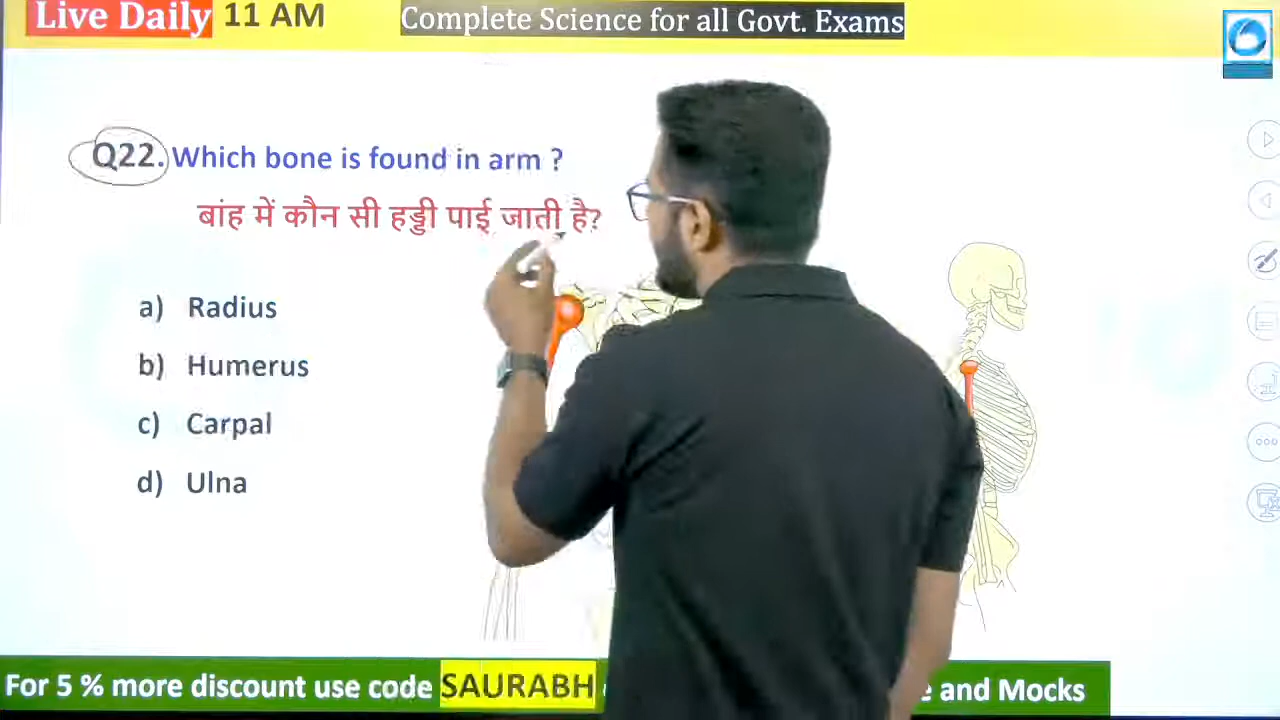 Live Daily 11 AM
Complete Science for all Govt. Exams
Q22. Which bone is found in arm ?
बांह में कौन सी हड्डी पाई जाती है?
a) Radius
b) Humerus
c) Carpal
d) Ulna
For 5 % more discount use code SAURABH
and Mocks